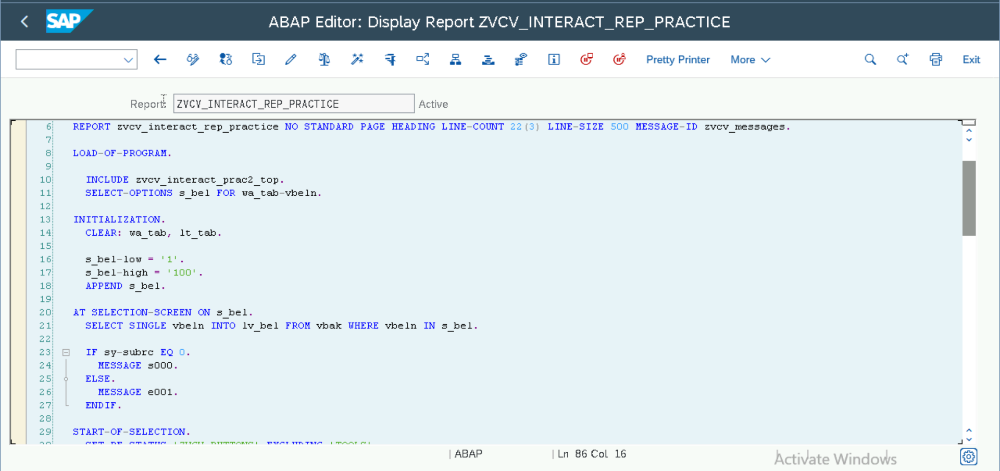 SAP ABAP Editor: Display Report ZVCV_INTERACT_REP_PRACTICE
Pretty Printer More Exit
Report: ZVCV_INTERACT_REP_PRACTICE Active
6 REPORT zvcv_interact_rep_practice NO STANDARD PAGE HEADING LINE-COUNT 22(3) LINE-SIZE 500 MESSAGE-ID zvcv_messages.
7
8 LOAD-OF-PROGRAM.
9
10 INCLUDE zvcv_interact_prac2_top.
11 SELECT-OPTIONS s_bel FOR wa_tab-vbeln.
12
13 INITIALIZATION.
14 CLEAR: wa_tab, lt_tab.
15
16 s_bel-low = '1'.
17 s_bel-high = '100'.
18 APPEND s_bel.
19
20 AT SELECTION-SCREEN ON s_bel.
21 SELECT SINGLE vbeln INTO lv_bel FROM vbak WHERE vbeln IN s_bel.
22
23 IF sy-subrc EQ 0.
24 MESSAGE s000.
25 ELSE.
26 MESSAGE e001.
27 ENDIF.
28
29 START-OF-SELECTION.
ABAP Ln 86 Col 16
Activate Windows